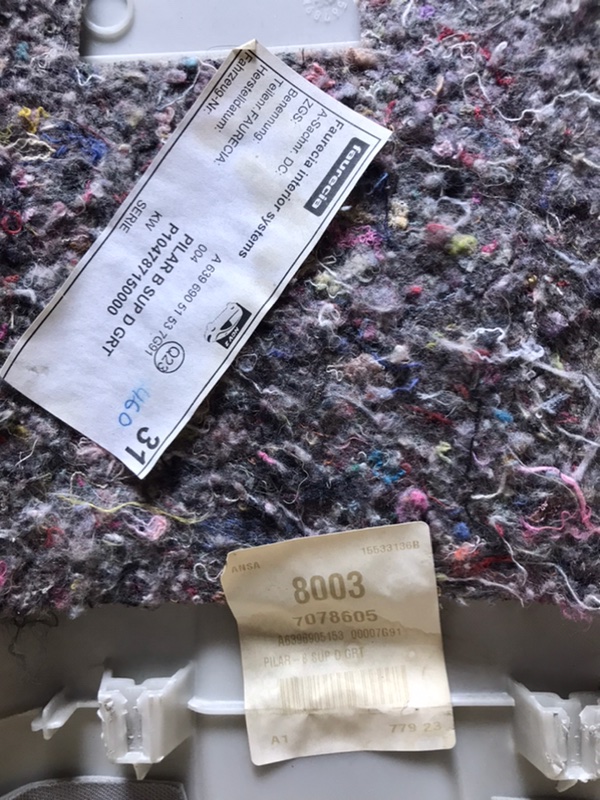 faurecia
Faurecia interior systems
A-Sachnr. DC: A 639 690 51 53 7G91
ZGS: 004
Benennung PILAR B SUP D GRT
Teilenr FAURECIA: P104787150000
Herstelldatum: KW
Fahrzeug Nr: SERIE
Q23
460
31
ANSA 15533136B
8003
7078605
A6396905153 00007G91
PILAR-B SUP D GRT
A1 779 23